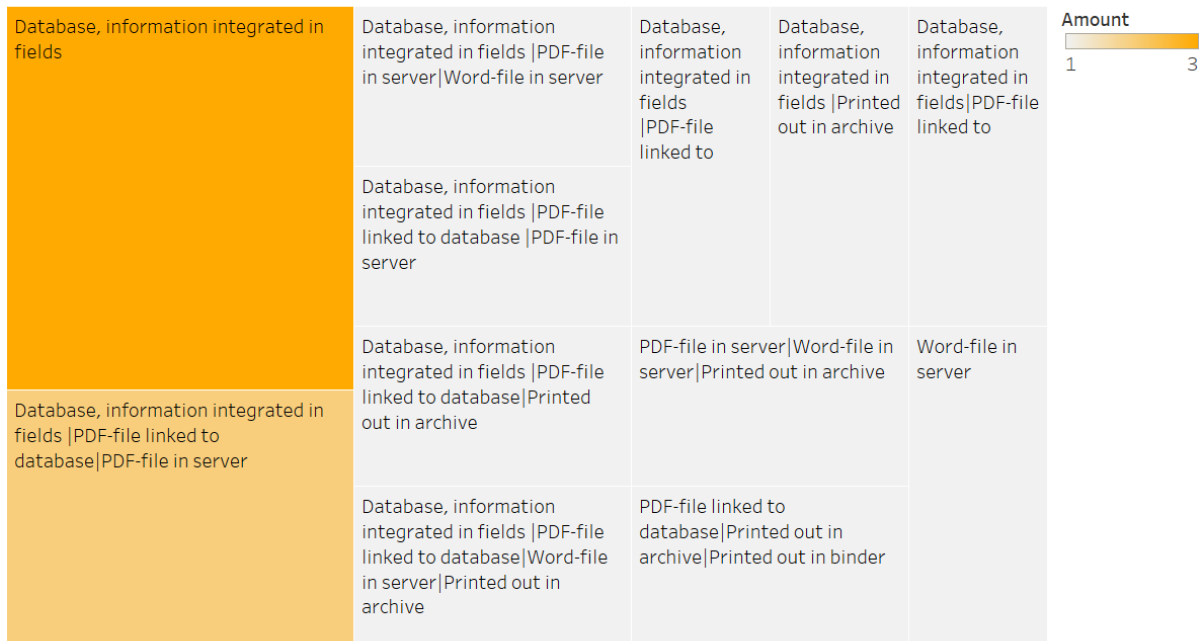 Database, information integrated in
fields
Database, information integrated in
fields |PDF-file linked to
database|PDF-file in server
Database, information
integrated in fields |PDF-file
in server|Word-file in server
Database, information
integrated in fields |PDF-file
linked to database |PDF-file in
server
Database, information
integrated in fields |PDF-file
linked to database|Printed
out in archive
Database, information
integrated in fields |PDF-file
linked to database|Word-file
in server|Printed out in
archive
Database,
information
integrated in
fields
|PDF-file
linked to
Database,
information
integrated in
fields |Printed
out in archive
Database,
information
integrated in
fields|PDF-file
linked to
PDF-file in server|Word-file in
server|Printed out in archive
Word-file in
server
PDF-file linked to
database|Printed out in
archive|Printed out in binder
Amount
1 3